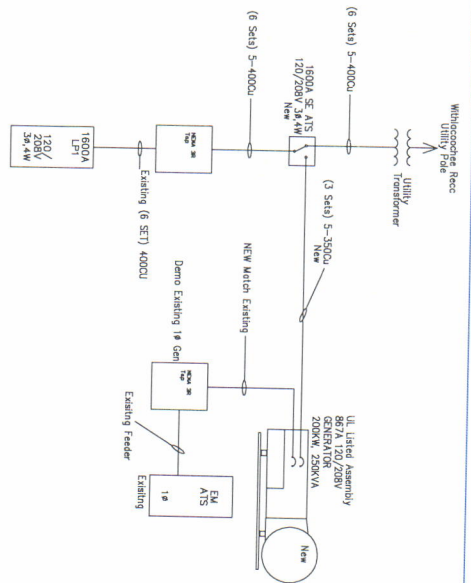 Withlacoochee Recc
Utility Pole
Utility
Transformer
(6 Sets) 5-400Cu
1600A SE ATS
120/208V 3ø,4W
New
(3 Sets) 5-350Cu
New
(6 Sets) 5-400Cu
NEMA 3R
Tap
Existing (6 SET) 400CU
1600A
LP1
120/
208V
3ø,4W
UL Listed Assembly
867A 120/208V
GENERATOR
200KW, 250KVA
New
NEW Match Existing
Demo Existing 1ø Gen
NEMA 3R
Tap
Exisitng Feeder
EM
ATS
1ø
Exisitng